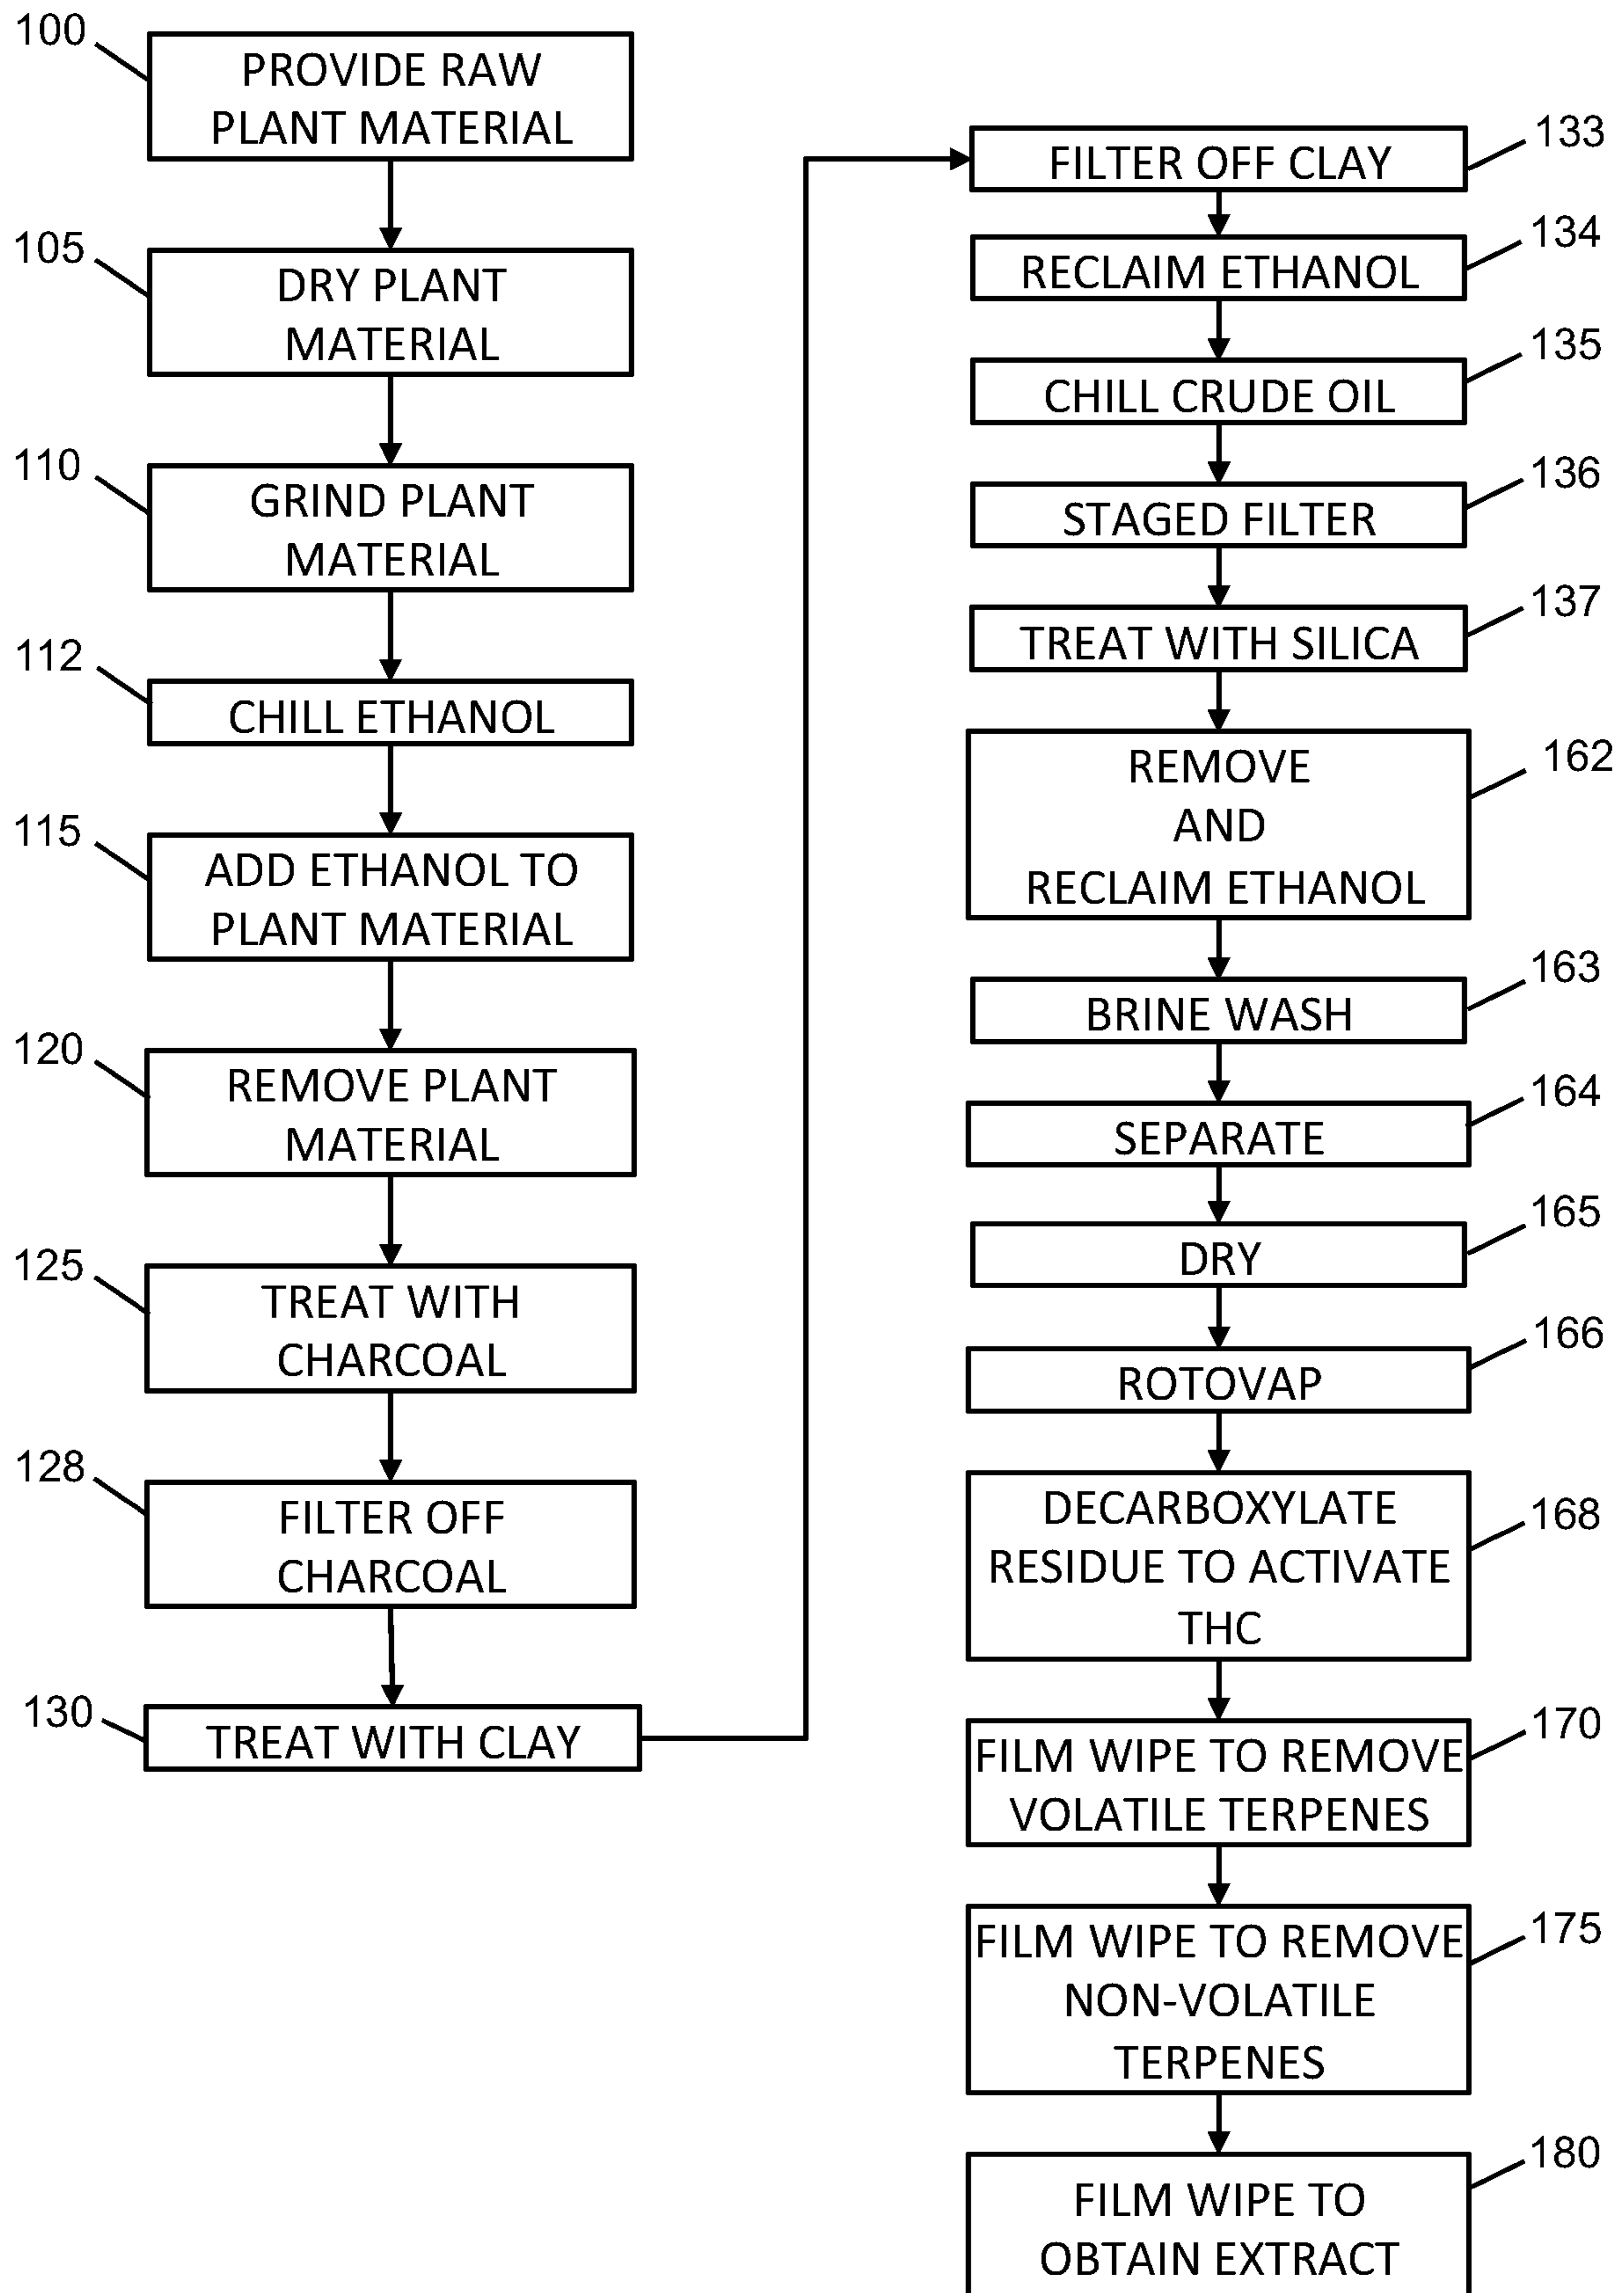 100
PROVIDE RAW
PLANT MATERIAL
105
DRY PLANT
MATERIAL
110
GRIND PLANT
MATERIAL
112
CHILL ETHANOL
115
ADD ETHANOL TO
PLANT MATERIAL
120
REMOVE PLANT
MATERIAL
125
TREAT WITH
CHARCOAL
128
FILTER OFF
CHARCOAL
130
TREAT WITH CLAY
133
FILTER OFF CLAY
134
RECLAIM ETHANOL
135
CHILL CRUDE OIL
136
STAGED FILTER
137
TREAT WITH SILICA
162
REMOVE
AND
RECLAIM ETHANOL
163
BRINE WASH
164
SEPARATE
165
DRY
166
ROTOVAP
168
DECARBOXYLATE
RESIDUE TO ACTIVATE
THC
170
FILM WIPE TO REMOVE
VOLATILE TERPENES
175
FILM WIPE TO REMOVE
NON-VOLATILE
TERPENES
180
FILM WIPE TO
OBTAIN EXTRACT